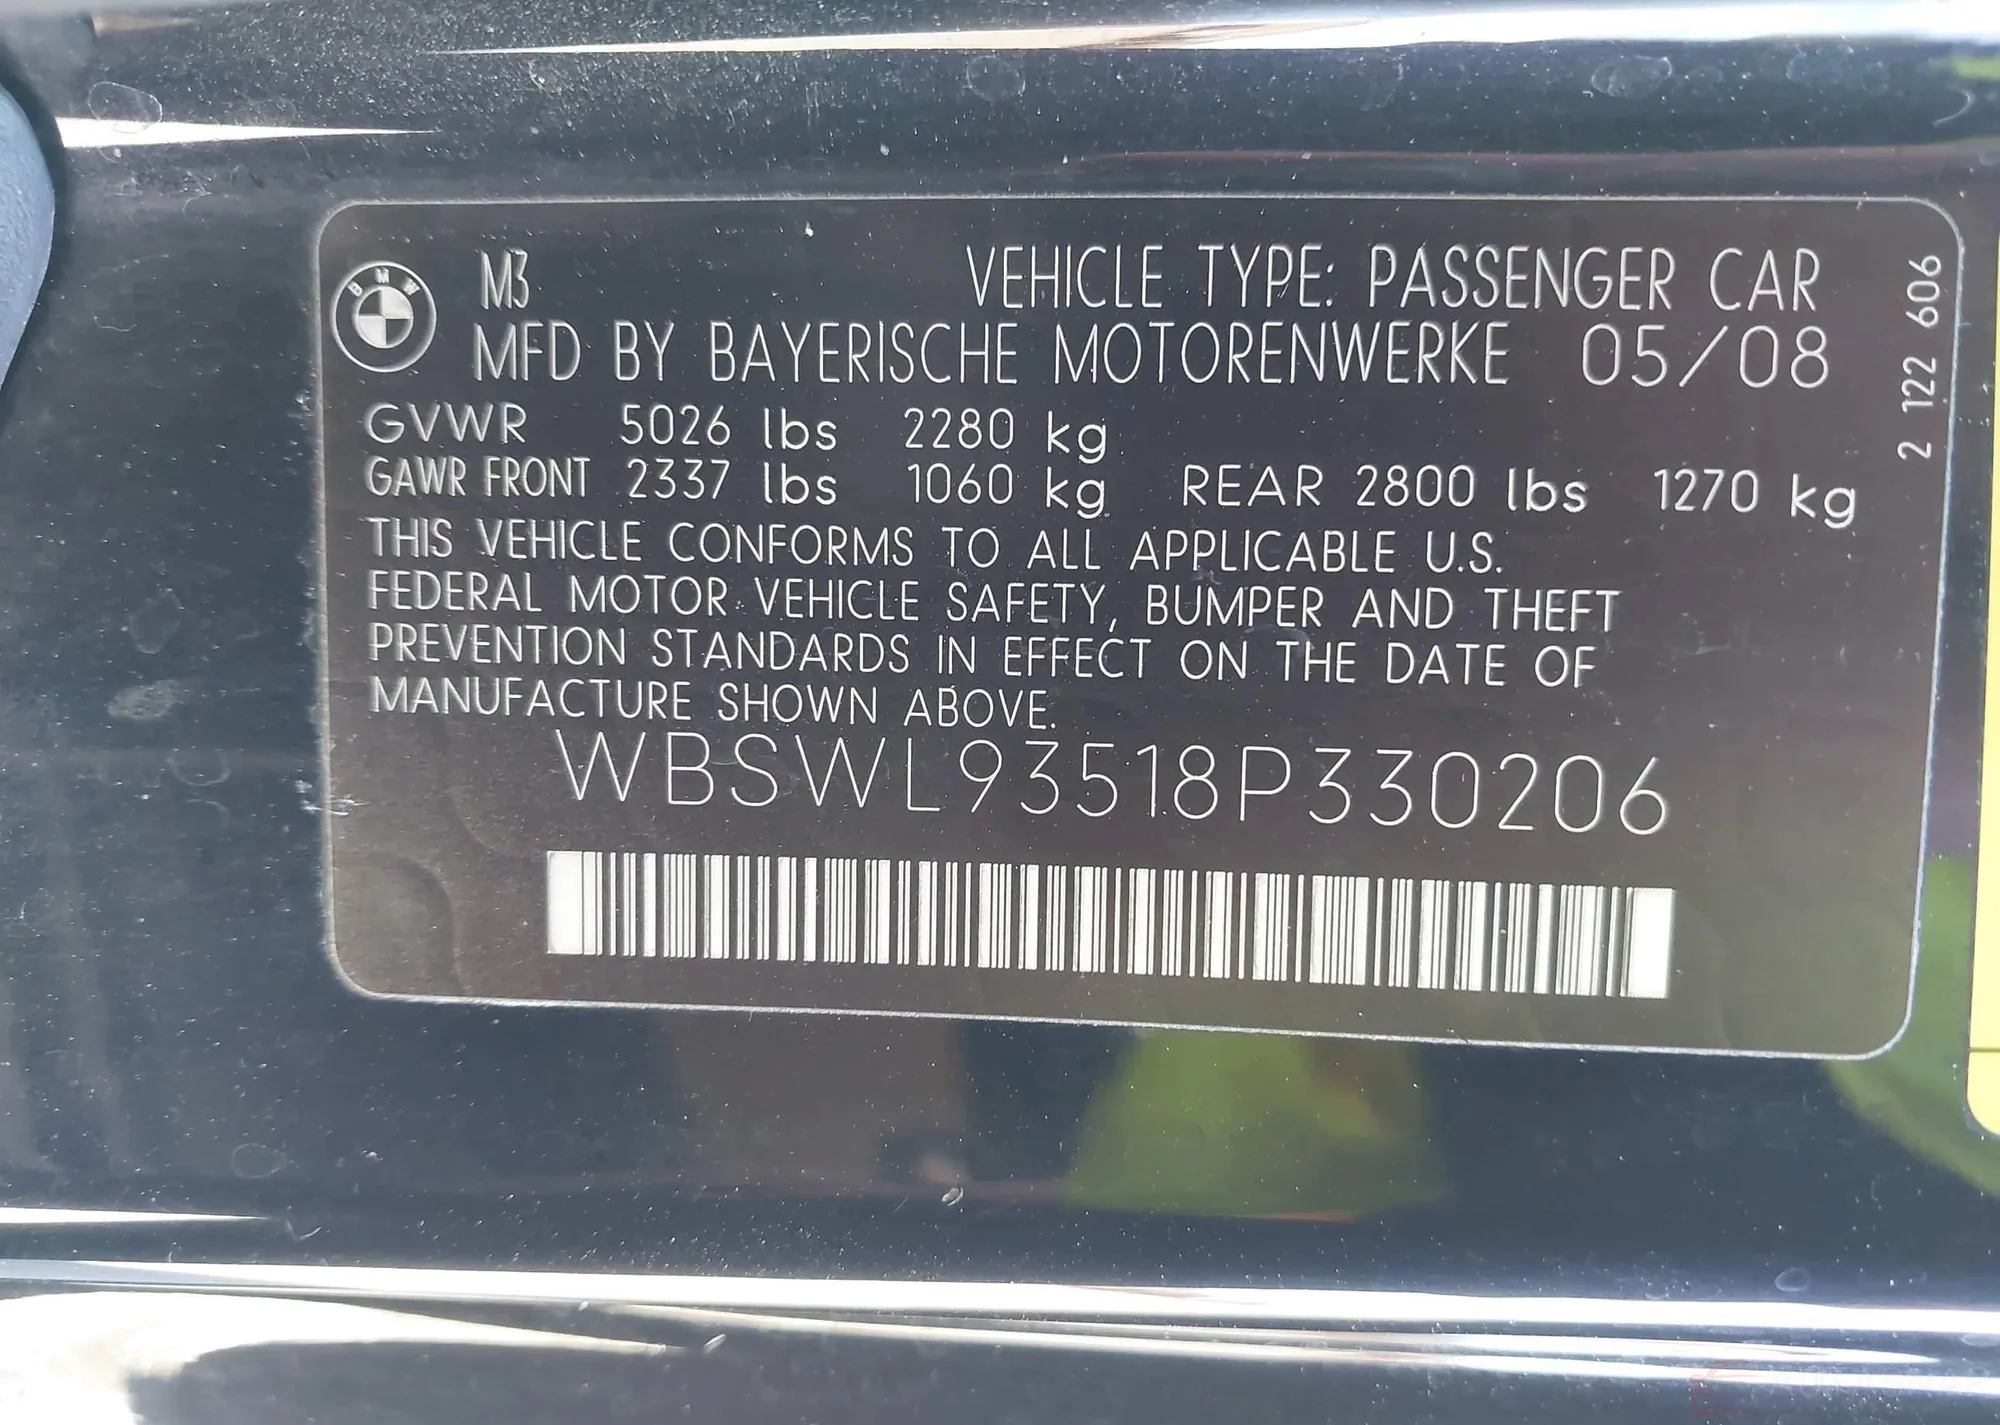 BMW
M3 VEHICLE TYPE: PASSENGER CAR
MFD BY BAYERISCHE MOTORENWERKE 05/08
GVWR 5026 lbs 2280 kg
GAWR FRONT 2337 lbs 1060 kg REAR 2800 lbs 1270 kg
THIS VEHICLE CONFORMS TO ALL APPLICABLE U.S.
FEDERAL MOTOR VEHICLE SAFETY, BUMPER AND THEFT
PREVENTION STANDARDS IN EFFECT ON THE DATE OF
MANUFACTURE SHOWN ABOVE.
WBSWL93518P330206
2 122 606